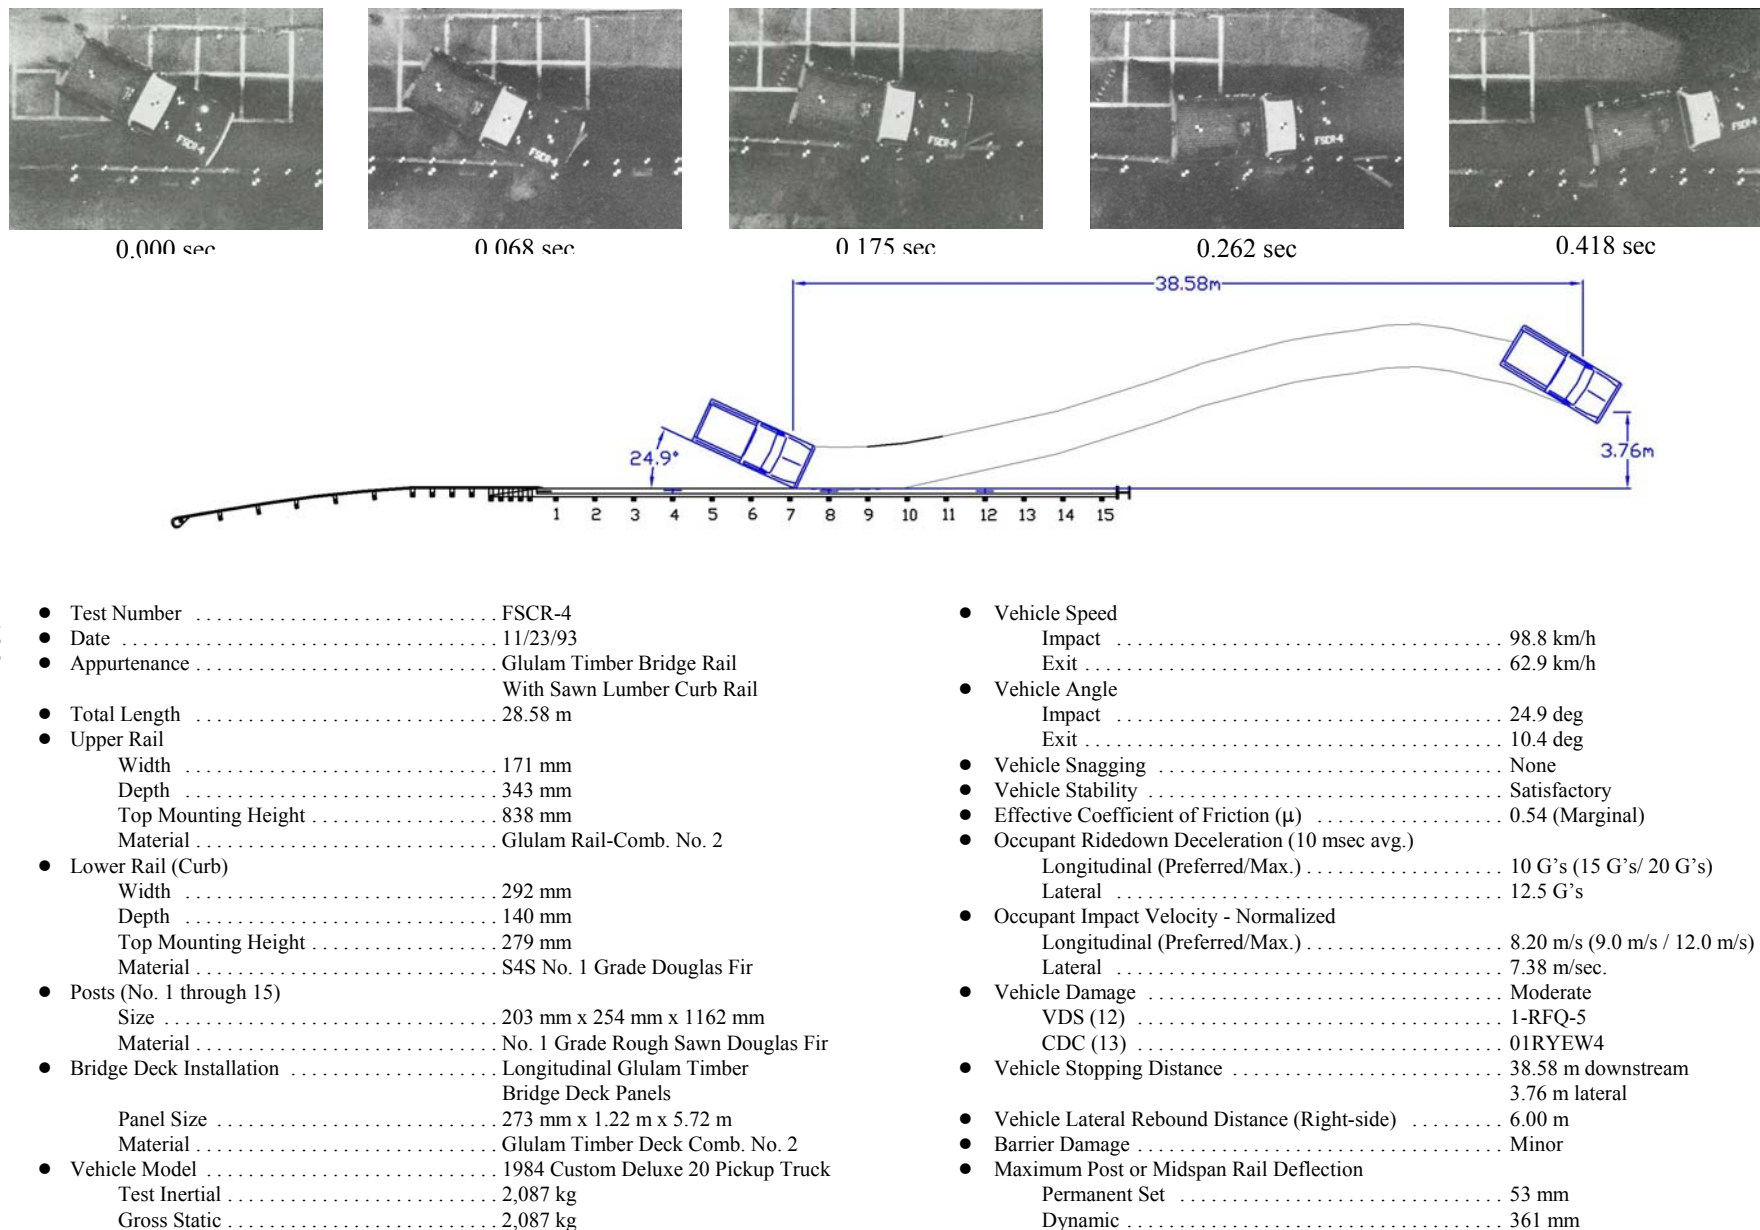 FSCR-4
FSCR-4
FSCR-4
FSCR-4
FSCR-4
0.000 sec
0.068 sec
0.175 sec
0.262 sec
0.418 sec
38.58m
24.9°
3.76m
1 2 3 4 5 6 7 8 9 10 11 12 13 14 15
● Test Number . . . . . . . . . . FSCR-4
● Date . . . . . . . . . . 11/23/93
● Appurtenance . . . . . . . . . . Glulam Timber Bridge Rail
With Sawn Lumber Curb Rail
● Total Length . . . . . . . . . . 28.58 m
● Upper Rail
Width . . . . . . . . . . 171 mm
Depth . . . . . . . . . . 343 mm
Top Mounting Height . . . . . . . . . . 838 mm
Material . . . . . . . . . . Glulam Rail-Comb. No. 2
● Lower Rail (Curb)
Width . . . . . . . . . . 292 mm
Depth . . . . . . . . . . 140 mm
Top Mounting Height . . . . . . . . . . 279 mm
Material . . . . . . . . . . S4S No. 1 Grade Douglas Fir
● Posts (No. 1 through 15)
Size . . . . . . . . . . 203 mm x 254 mm x 1162 mm
Material . . . . . . . . . . No. 1 Grade Rough Sawn Douglas Fir
● Bridge Deck Installation . . . . . . . . . . Longitudinal Glulam Timber
Bridge Deck Panels
Panel Size . . . . . . . . . . 273 mm x 1.22 m x 5.72 m
Material . . . . . . . . . . Glulam Timber Deck Comb. No. 2
● Vehicle Model . . . . . . . . . . 1984 Custom Deluxe 20 Pickup Truck
Test Inertial . . . . . . . . . . 2,087 kg
Gross Static . . . . . . . . . . 2,087 kg
● Vehicle Speed
Impact . . . . . . . . . . 98.8 km/h
Exit . . . . . . . . . . 62.9 km/h
● Vehicle Angle
Impact . . . . . . . . . . 24.9 deg
Exit . . . . . . . . . . 10.4 deg
● Vehicle Snagging . . . . . . . . . . None
● Vehicle Stability . . . . . . . . . . Satisfactory
● Effective Coefficient of Friction (μ) . . . . . . . . . . 0.54 (Marginal)
● Occupant Ridedown Deceleration (10 msec avg.)
Longitudinal (Preferred/Max.) . . . . . . . . . . 10 G’s (15 G’s/ 20 G’s)
Lateral . . . . . . . . . . 12.5 G’s
● Occupant Impact Velocity - Normalized
Longitudinal (Preferred/Max.) . . . . . . . . . . 8.20 m/s (9.0 m/s / 12.0 m/s)
Lateral . . . . . . . . . . 7.38 m/sec.
● Vehicle Damage . . . . . . . . . . Moderate
VDS (12) . . . . . . . . . . 1-RFQ-5
CDC (13) . . . . . . . . . . 01RYEW4
● Vehicle Stopping Distance . . . . . . . . . . 38.58 m downstream
3.76 m lateral
● Vehicle Lateral Rebound Distance (Right-side) . . . . . . . . . . 6.00 m
● Barrier Damage . . . . . . . . . . Minor
● Maximum Post or Midspan Rail Deflection
Permanent Set . . . . . . . . . . 53 mm
Dynamic . . . . . . . . . . 361 mm